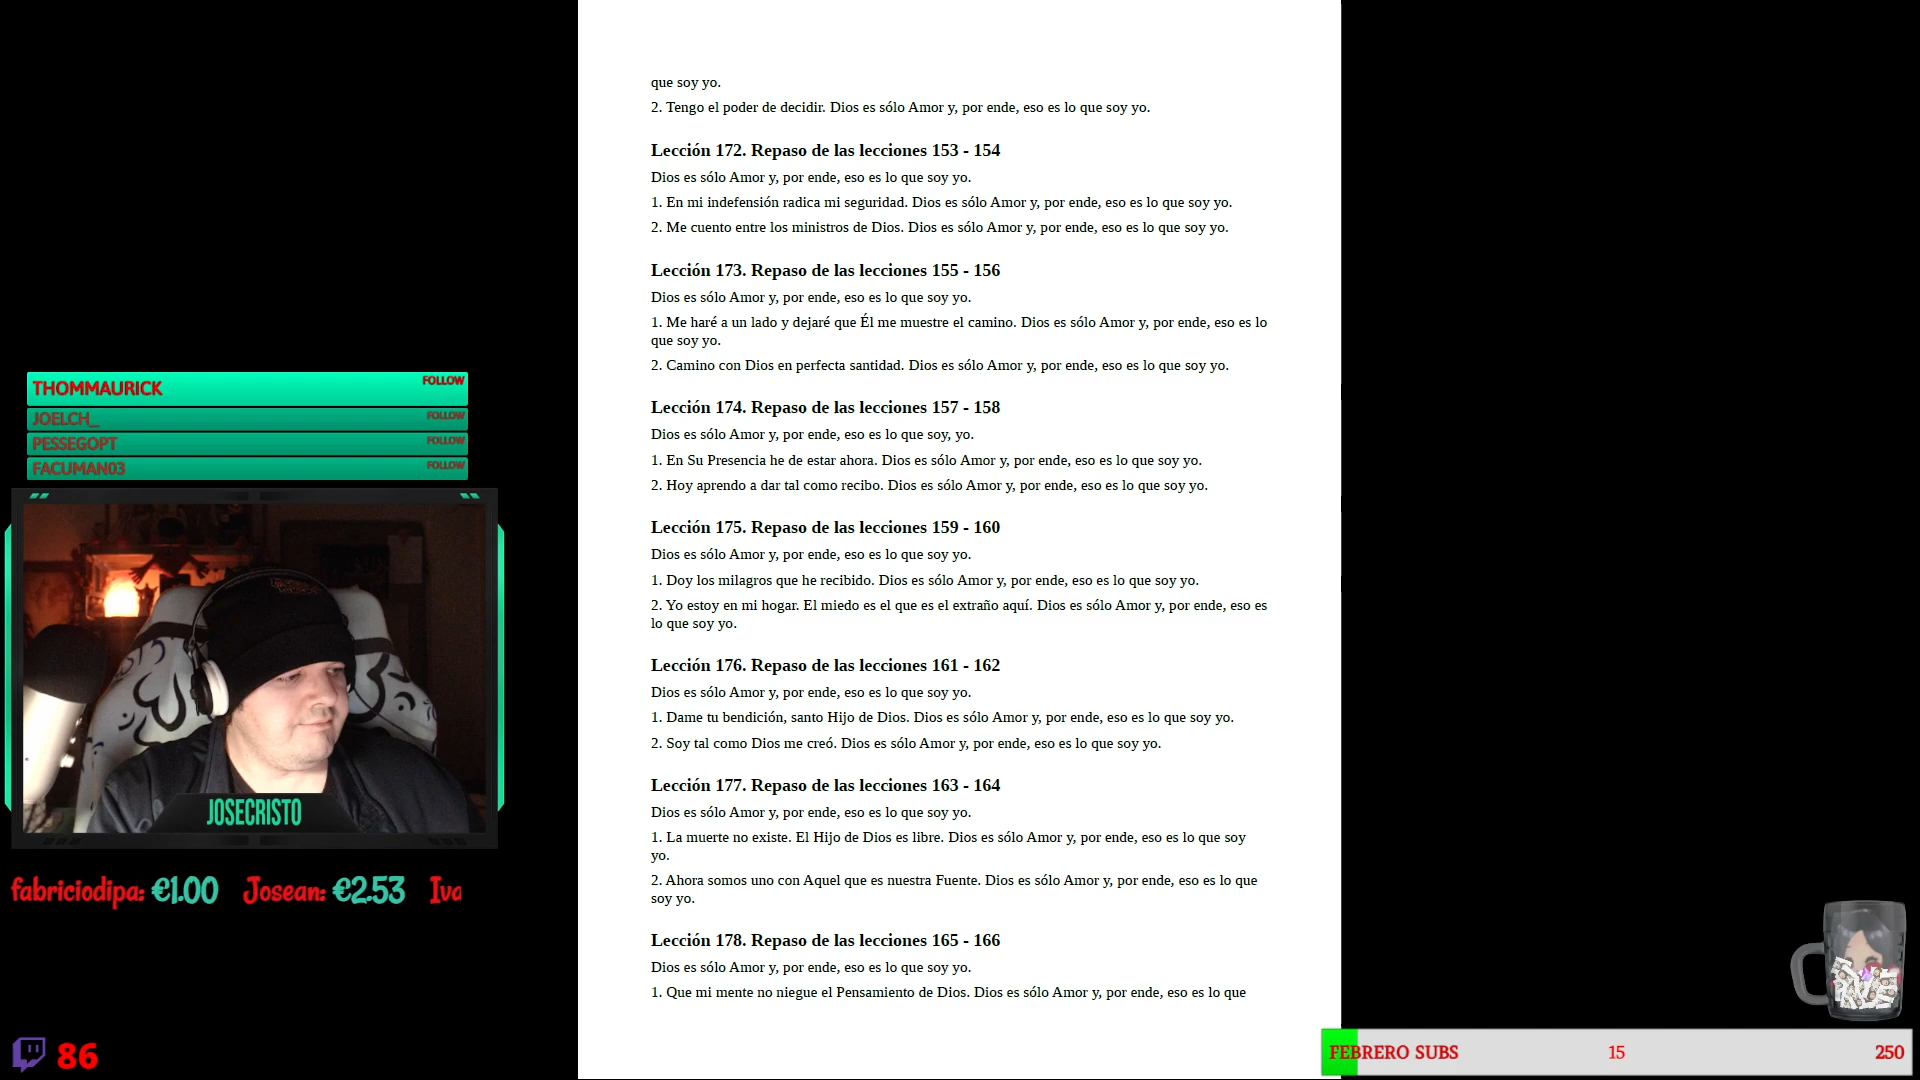 que soy yo.
2. Tengo el poder de decidir. Dios es sólo Amor y, por ende, eso es lo que soy yo.
Lección 172. Repaso de las lecciones 153 - 154
Dios es sólo Amor y, por ende, eso es lo que soy yo.
1. En mi indefensión radica mi seguridad. Dios es sólo Amor y, por ende, eso es lo que soy yo.
2. Me cuento entre los ministros de Dios. Dios es sólo Amor y, por ende, eso es lo que soy yo.
Lección 173. Repaso de las lecciones 155 - 156
Dios es sólo Amor y, por ende, eso es lo que soy yo.
1. Me haré a un lado y dejaré que Él me muestre el camino. Dios es sólo Amor y, por ende, eso es lo
que soy yo.
2. Camino con Dios en perfecta santidad. Dios es sólo Amor y, por ende, eso es lo que soy yo.
Lección 174. Repaso de las lecciones 157 - 158
Dios es sólo Amor y, por ende, eso es lo que soy, yo.
1. En Su Presencia he de estar ahora. Dios es sólo Amor y, por ende, eso es lo que soy yo.
2. Hoy aprendo a dar tal como recibo. Dios es sólo Amor y, por ende, eso es lo que soy yo.
Lección 175. Repaso de las lecciones 159 - 160
Dios es sólo Amor y, por ende, eso es lo que soy yo.
1. Doy los milagros que he recibido. Dios es sólo Amor y, por ende, eso es lo que soy yo.
2. Yo estoy en mi hogar. El miedo es el que es el extraño aquí. Dios es sólo Amor y, por ende, eso es
lo que soy yo.
Lección 176. Repaso de las lecciones 161 - 162
Dios es sólo Amor y, por ende, eso es lo que soy yo.
1. Dame tu bendición, santo Hijo de Dios. Dios es sólo Amor y, por ende, eso es lo que soy yo.
2. Soy tal como Dios me creó. Dios es sólo Amor y, por ende, eso es lo que soy yo.
Lección 177. Repaso de las lecciones 163 - 164
Dios es sólo Amor y, por ende, eso es lo que soy yo.
1. La muerte no existe. El Hijo de Dios es libre. Dios es sólo Amor y, por ende, eso es lo que soy
yo.
2. Ahora somos uno con Aquel que es nuestra Fuente. Dios es sólo Amor y, por ende, eso es lo que
soy yo.
Lección 178. Repaso de las lecciones 165 - 166
Dios es sólo Amor y, por ende, eso es lo que soy yo.
1. Que mi mente no niegue el Pensamiento de Dios. Dios es sólo Amor y, por ende, eso es lo que
THOMMAURICK FOLLOW
JOELCH_ FOLLOW
PESSEGOPT FOLLOW
FACUMAN03 FOLLOW
JOSECRISTO
fabriciodipa: €1.00 Josean: €2.53 Iva
86
FEBRERO SUBS 15 250